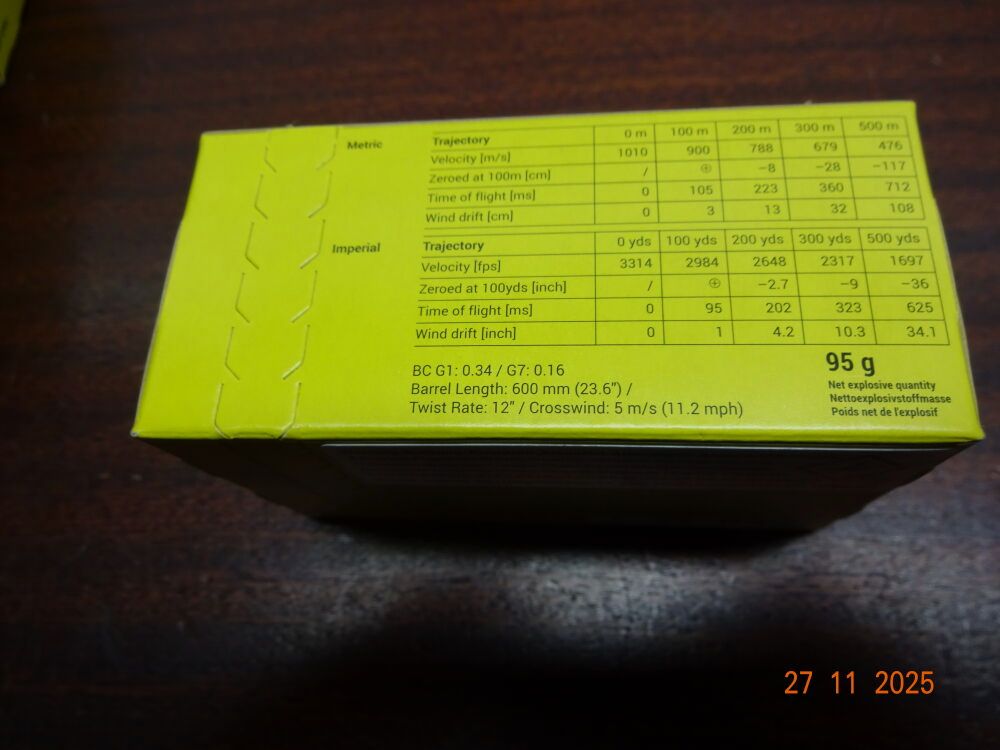 Metric
Trajectory 0 m 100 m 200 m 300 m 500 m
Velocity [m/s] 1010 900 788 679 476
Zeroed at 100m [cm] / ⊕ −8 −28 −117
Time of flight [ms] 0 105 223 360 712
Wind drift [cm] 0 3 13 32 108
Imperial
Trajectory 0 yds 100 yds 200 yds 300 yds 500 yds
Velocity [fps] 3314 2984 2648 2317 1697
Zeroed at 100yds [inch] / ⊕ −2.7 −9 −36
Time of flight [ms] 0 95 202 323 625
Wind drift [inch] 0 1 4.2 10.3 34.1
BC G1: 0.34 / G7: 0.16
Barrel Length: 600 mm (23.6") /
Twist Rate: 12" / Crosswind: 5 m/s (11.2 mph)
95 g
Net explosive quantity
Nettoexplosivstoffmasse
Poids net de l'explosif
27 11 2025